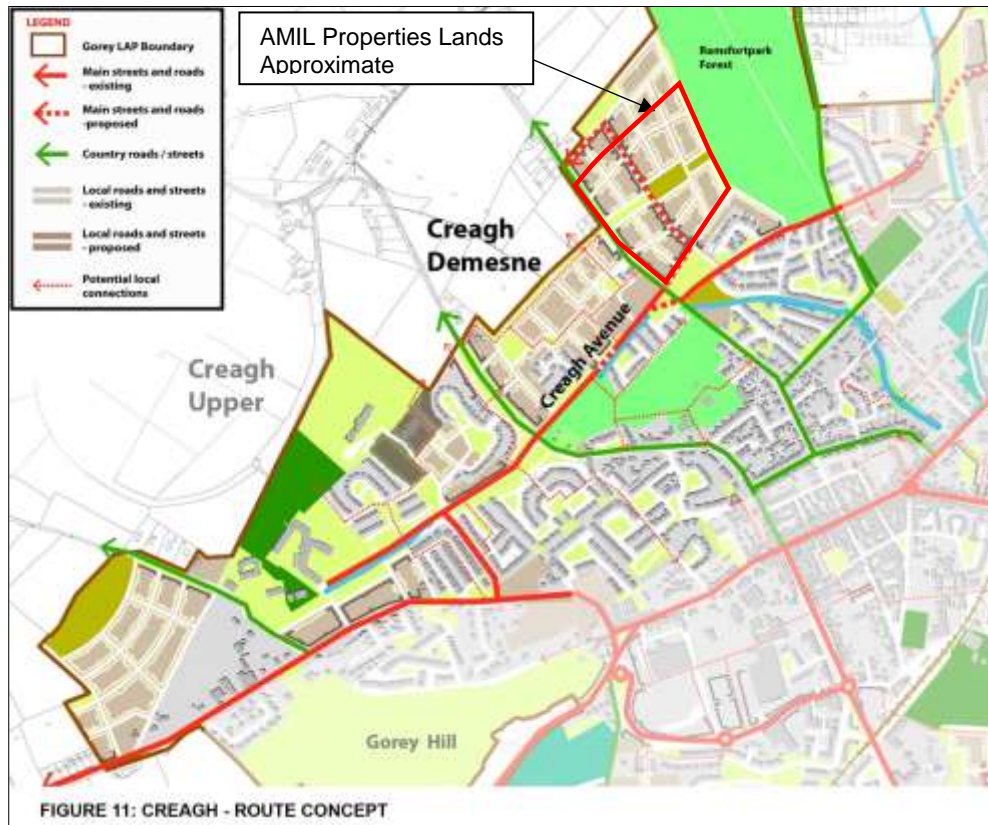 LEGEND
Gorey LAP Boundary
Main streets and roads
- existing
Main streets and roads
-proposed
Country roads / streets
Local roads and streets
- existing
Local roads and streets
- proposed
Potential local
connections
AMIL Properties Lands
Approximate
Ramsfortpark
Forest
Creagh
Demesne
Creagh Avenue
Creagh
Upper
Gorey Hill
FIGURE 11: CREAGH - ROUTE CONCEPT